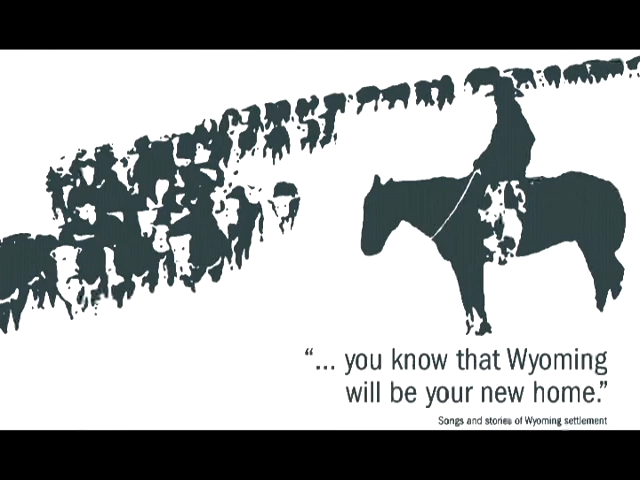 “... you know that Wyoming
will be your new home.”
Songs and stories of Wyoming settlement